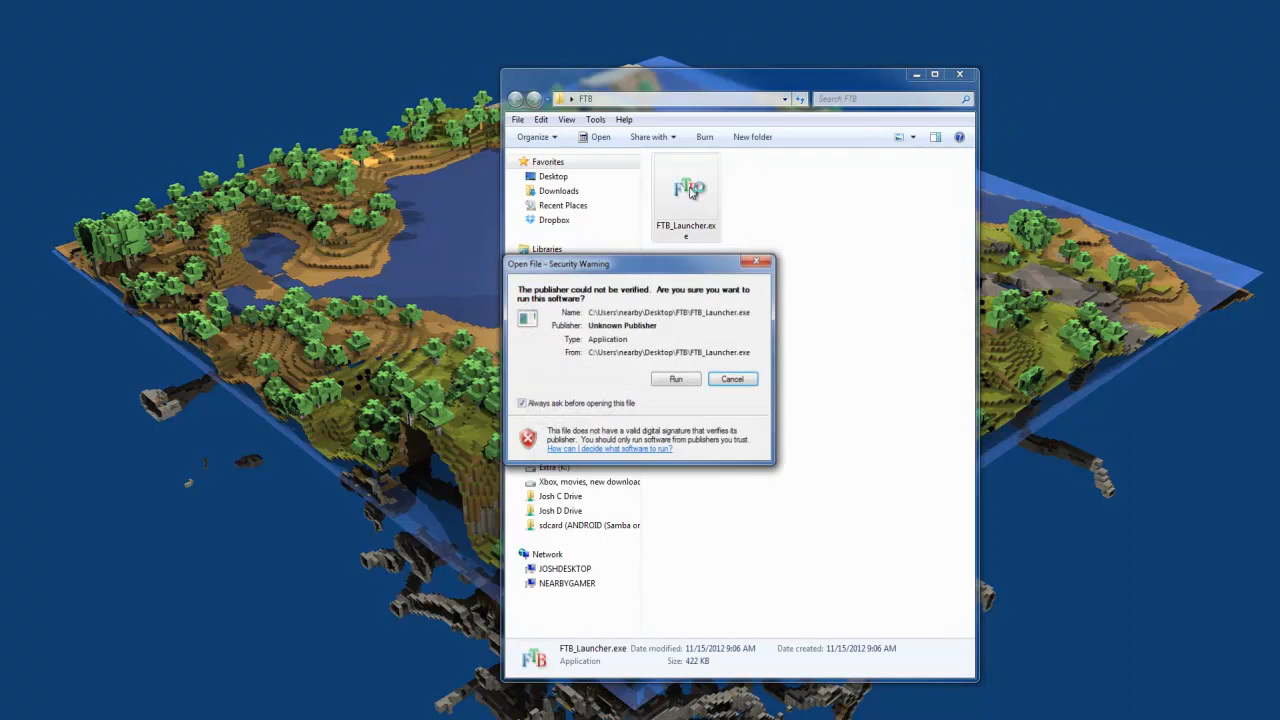 FTB
Search FTB
File Edit View Tools Help
Organize Open Share with Burn New folder
Favorites
Desktop
Downloads
Recent Places
Dropbox
Libraries
FTB
FTB_Launcher.ex
e
Open File - Security Warning
The publisher could not be verified. Are you sure you want to
run this software?
Name: C:\Users\nearby\Desktop\FTB\FTB_Launcher.exe
Publisher: Unknown Publisher
Type: Application
From: C:\Users\nearby\Desktop\FTB\FTB_Launcher.exe
Run Cancel
Always ask before opening this file
This file does not have a valid digital signature that verifies its
publisher. You should only run software from publishers you trust.
How can I decide what software to run?
Extra (K:)
Xbox, movies, new downloac
Josh C Drive
Josh D Drive
sdcard (ANDROID (Samba or
Network
JOSHDESKTOP
NEARBYGAMER
FTB
FTB_Launcher.exe Date modified: 11/15/2012 9:06 AM Date created: 11/15/2012 9:06 AM
Application Size: 422 KB